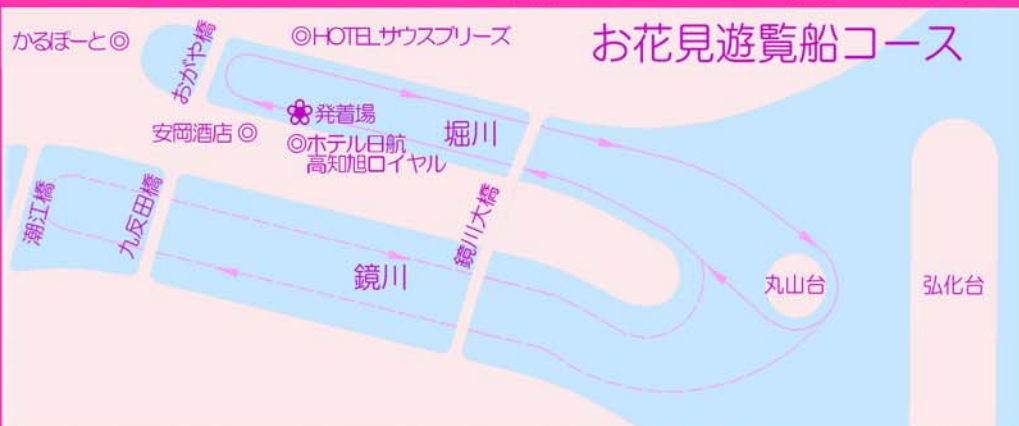 お花見遊覧船コース
かるぽーと◎
おがや橋
◎HOTELサウスブリーズ
発着場
安岡酒店◎
◎ホテル日航
高知旭ロイヤル
堀川
潮江橋
九反田橋
鏡川大橋
鏡川
丸山台
弘化台